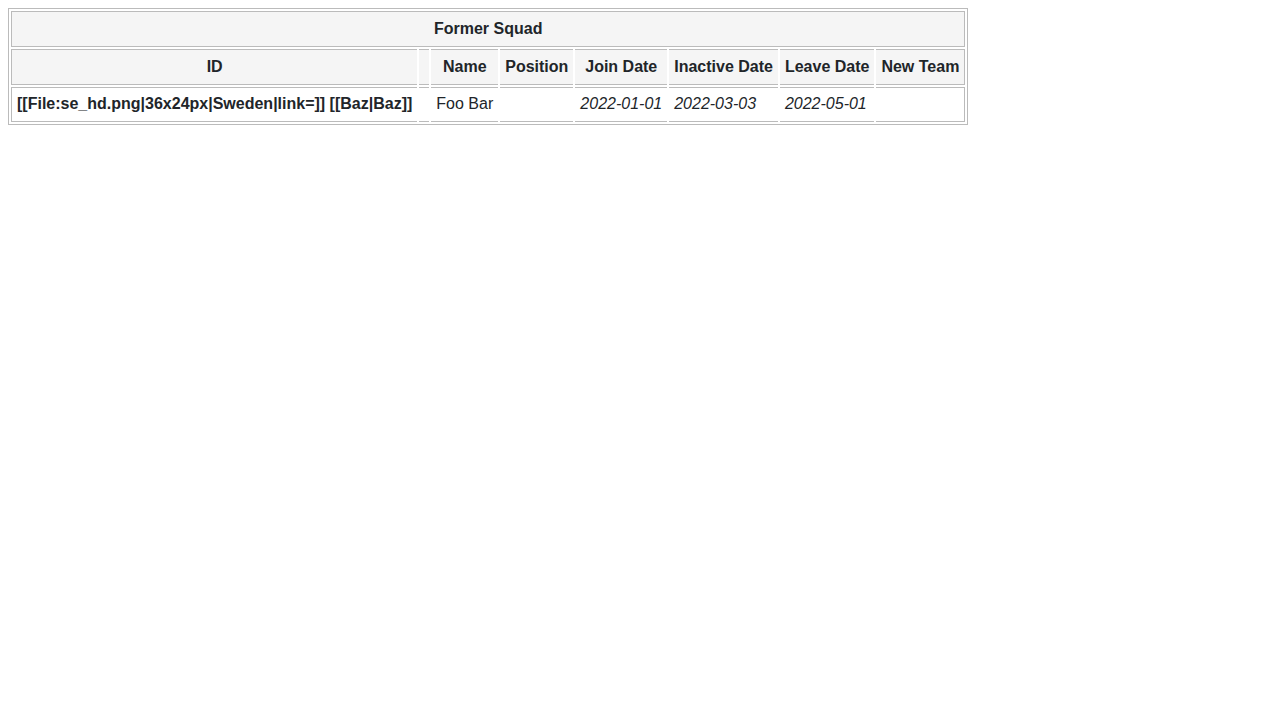 Former Squad
ID Name Position Join Date Inactive Date Leave Date New Team
[[File:se_hd.png|36x24px|Sweden|link=]] [[Baz|Baz]] Foo Bar 2022-01-01 2022-03-03 2022-05-01